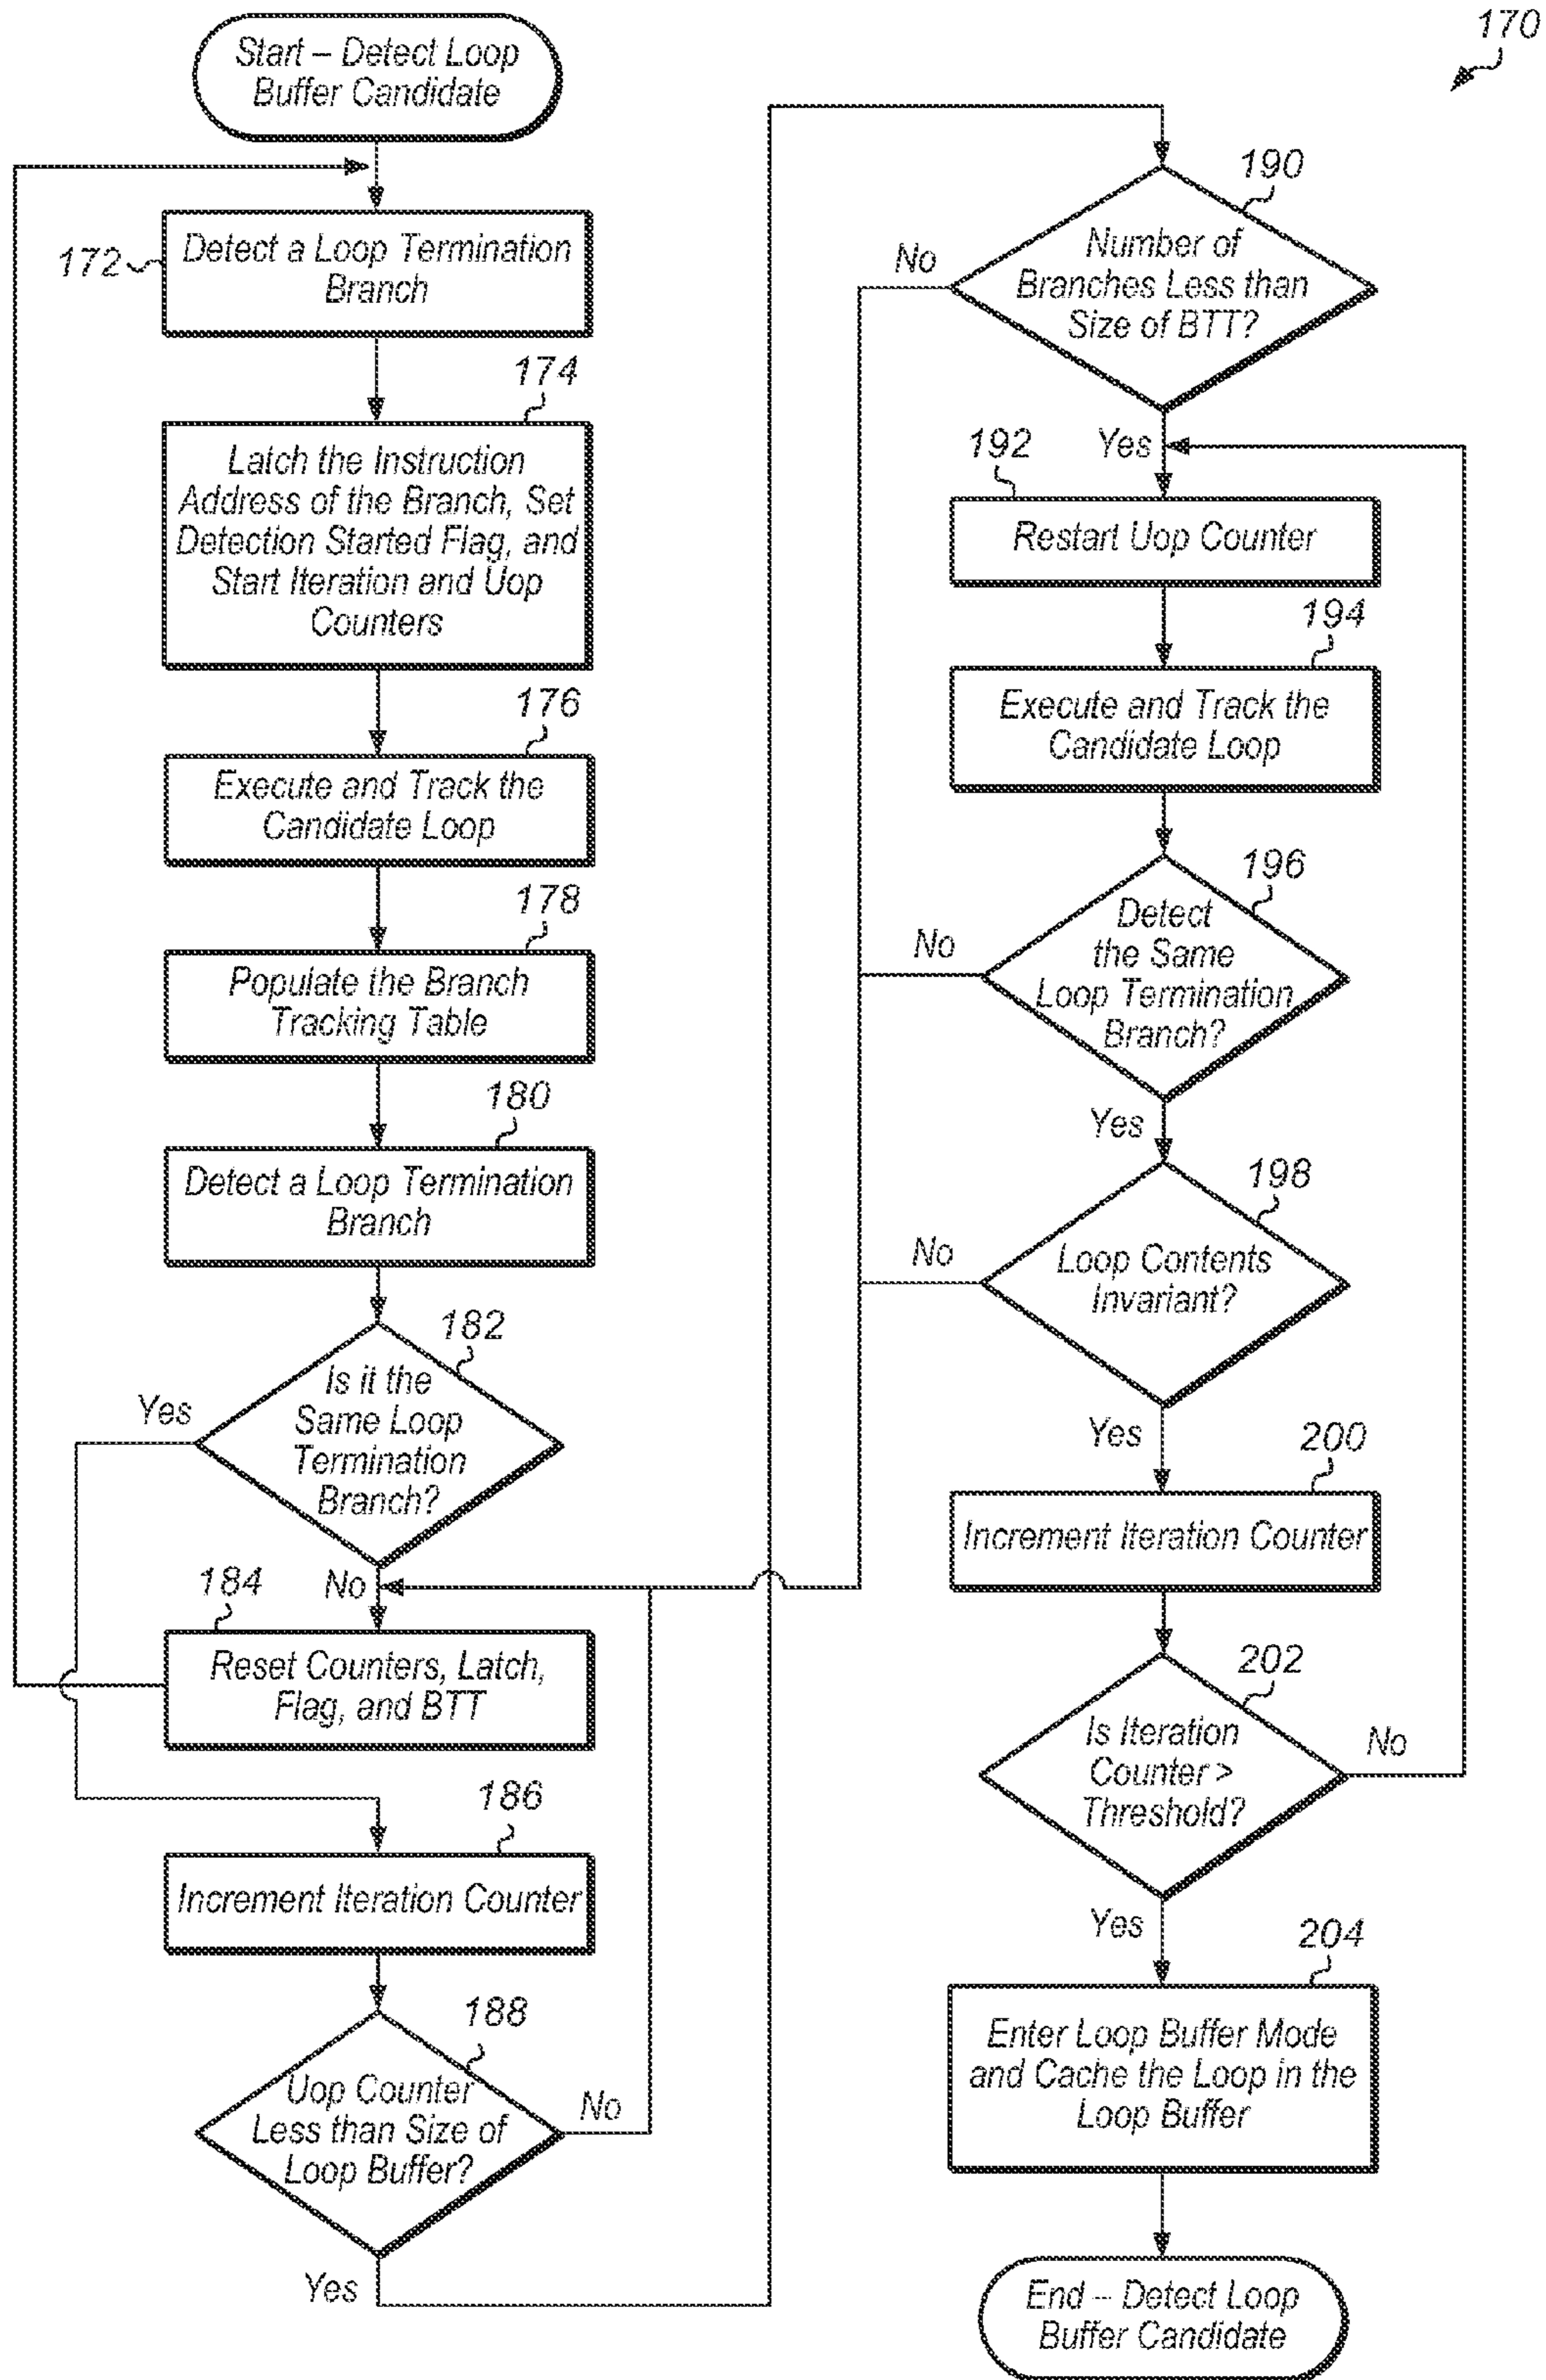 170
Start – Detect Loop
Buffer Candidate
172
Detect a Loop Termination
Branch
174
Latch the Instruction
Address of the Branch, Set
Detection Started Flag, and
Start Iteration and Uop
Counters
176
Execute and Track the
Candidate Loop
178
Populate the Branch
Tracking Table
180
Detect a Loop Termination
Branch
182
Is it the
Same Loop
Termination
Branch?
Yes
No
184
Reset Counters, Latch,
Flag, and BTT
186
Increment Iteration Counter
188
Uop Counter
Less than Size of
Loop Buffer?
No
Yes
190
Number of
Branches Less than
Size of BTT?
No
Yes
192
Restart Uop Counter
194
Execute and Track the
Candidate Loop
196
Detect
the Same
Loop Termination
Branch?
No
Yes
198
Loop Contents
Invariant?
No
Yes
200
Increment Iteration Counter
202
Is Iteration
Counter >
Threshold?
No
Yes
204
Enter Loop Buffer Mode
and Cache the Loop in the
Loop Buffer
End – Detect Loop
Buffer Candidate